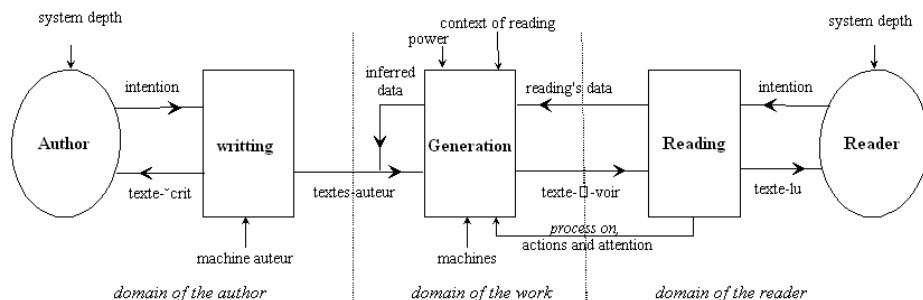 system depth
context of reading
system depth
power
intention
inferred
data
reading's data
intention
Author
writting
Generation
Reading
Reader
texte-ˇcrit
textes-auteur
texte-□-voir
texte-lu
process on,
actions and attention
machine auteur
machines
domain of the author
domain of the work
domain of the reader